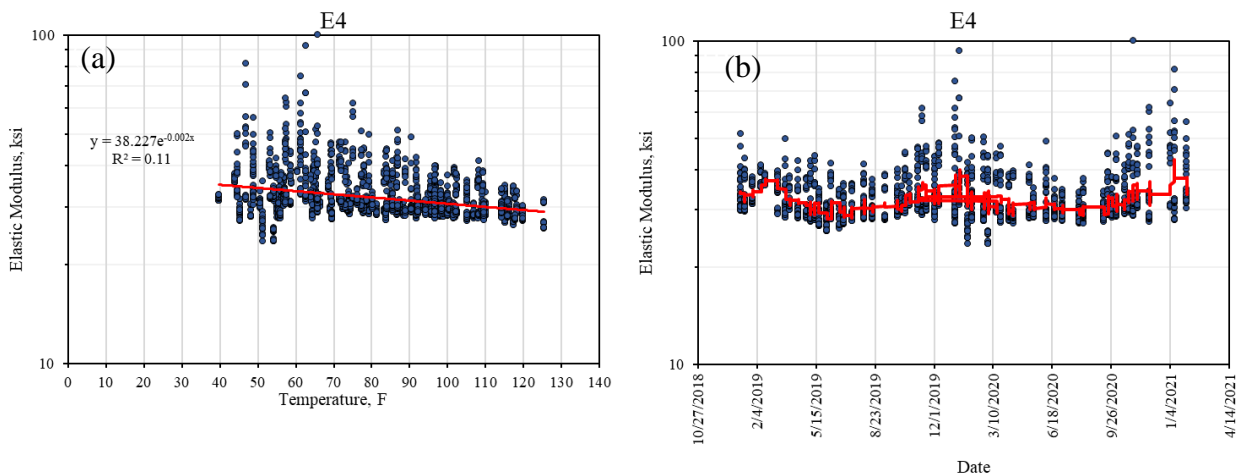 E4
(a)
100
10
y = 38.227e-0.002x
R² = 0.11
Elastic Modulus, ksi
0 10 20 30 40 50 60 70 80 90 100 110 120 130 140
Temperature, F
E4
(b)
100
10
Elastic Modulus, ksi
10/27/2018
2/4/2019
5/15/2019
8/23/2019
12/1/2019
3/10/2020
6/18/2020
9/26/2020
1/4/2021
4/14/2021
Date